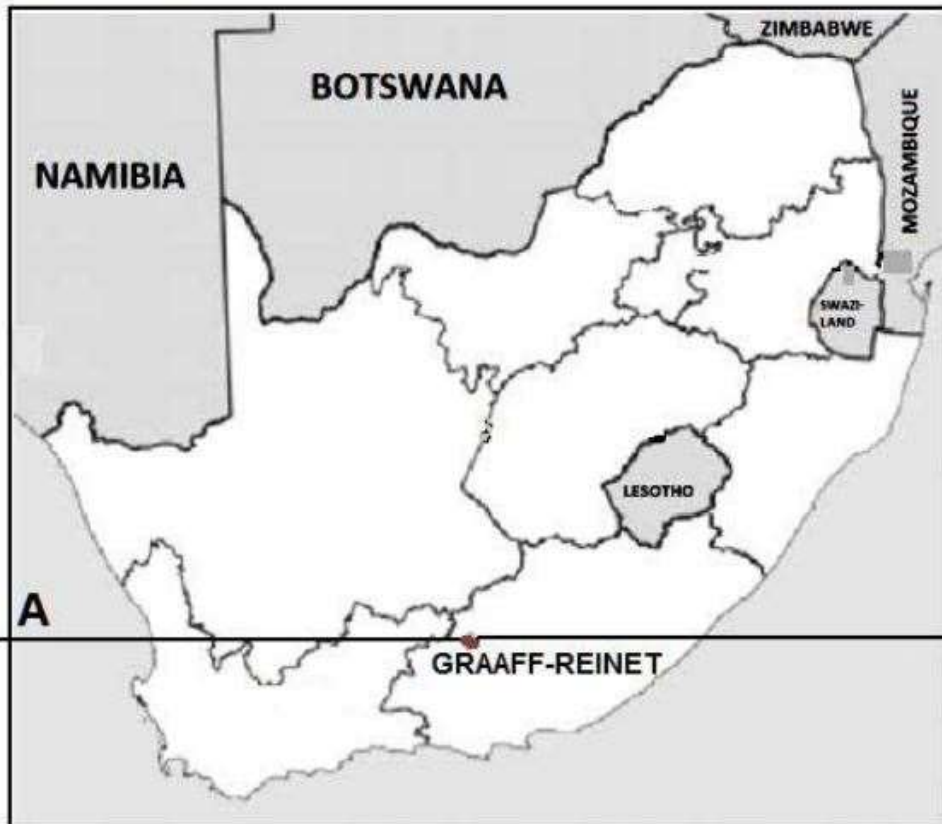 ZIMBABWE
BOTSWANA
MOZAMBIQUE
NAMIBIA
SWAZI-
LAND
LESOTHO
A
GRAAFF-REINET